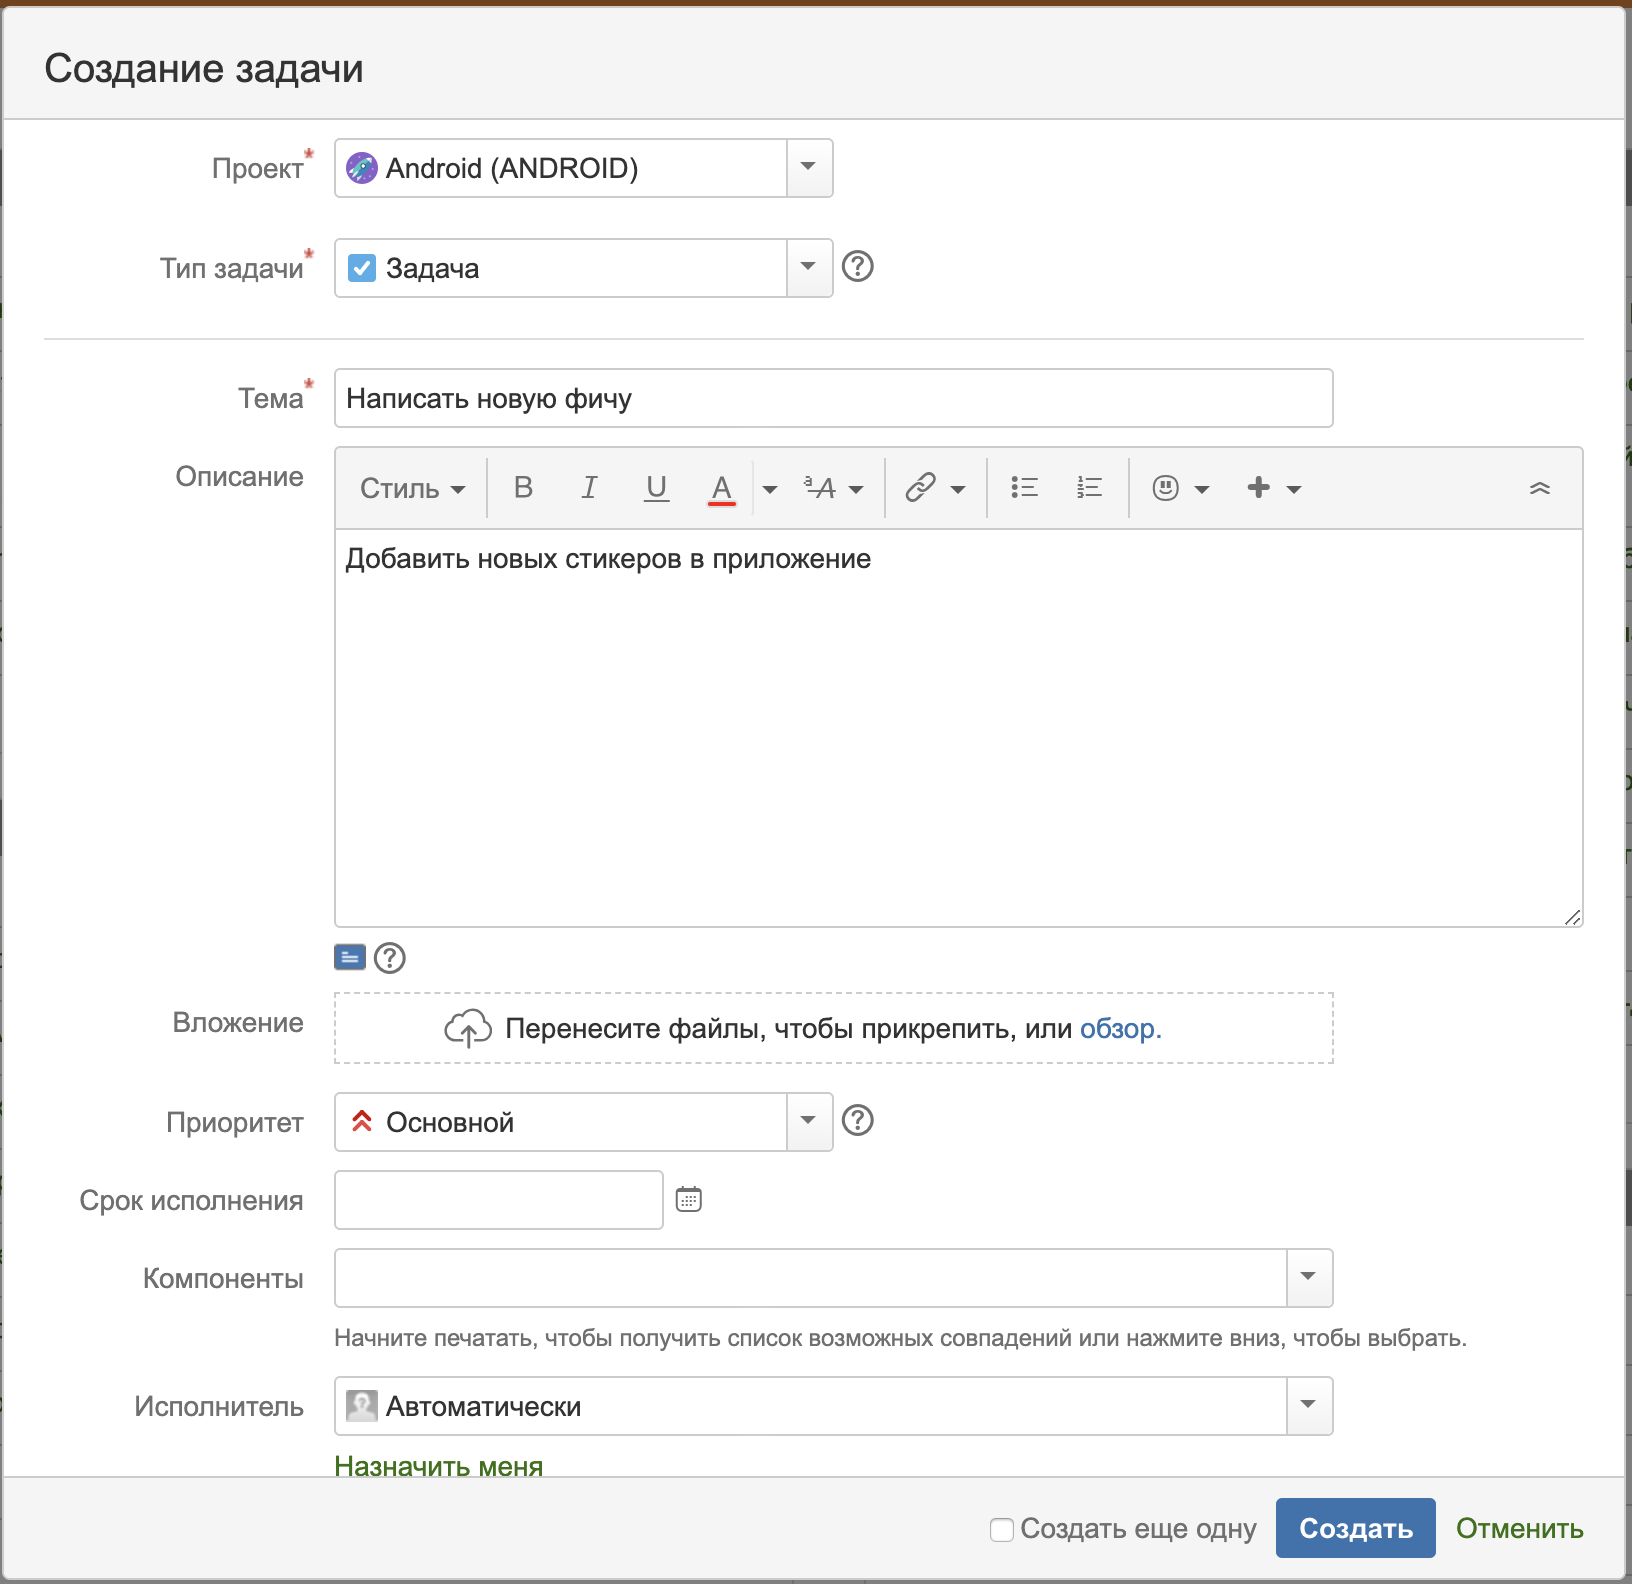 Создание задачи
Проект*
Android (ANDROID)
Тип задачи*
Задача
Тема*
Написать новую фичу
Описание
Стиль B I U A ªA
Добавить новых стикеров в приложение
Вложение
Перенесите файлы, чтобы прикрепить, или обзор.
Приоритет
Основной
Срок исполнения
Компоненты
Начните печатать, чтобы получить список возможных совпадений или нажмите вниз, чтобы выбрать.
Исполнитель
Автоматически
Назначить меня
Создать еще одну
Создать
Отменить